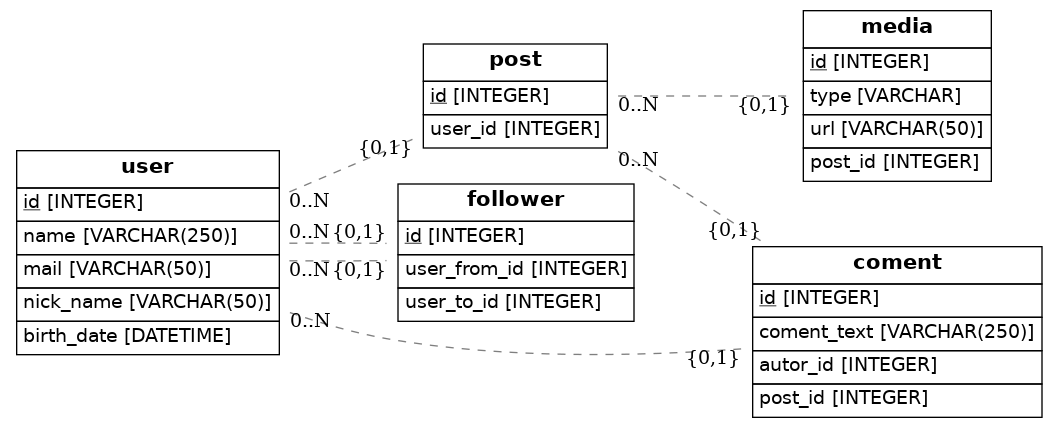 user
id [INTEGER]
name [VARCHAR(250)]
mail [VARCHAR(50)]
nick_name [VARCHAR(50)]
birth_date [DATETIME]
post
id [INTEGER]
user_id [INTEGER]
follower
id [INTEGER]
user_from_id [INTEGER]
user_to_id [INTEGER]
media
id [INTEGER]
type [VARCHAR]
url [VARCHAR(50)]
post_id [INTEGER]
coment
id [INTEGER]
coment_text [VARCHAR(250)]
autor_id [INTEGER]
post_id [INTEGER]
{0,1}
0..N
0..N {0,1}
0..N {0,1}
0..N
{0,1}
0..N
{0,1}
0..N
{0,1}